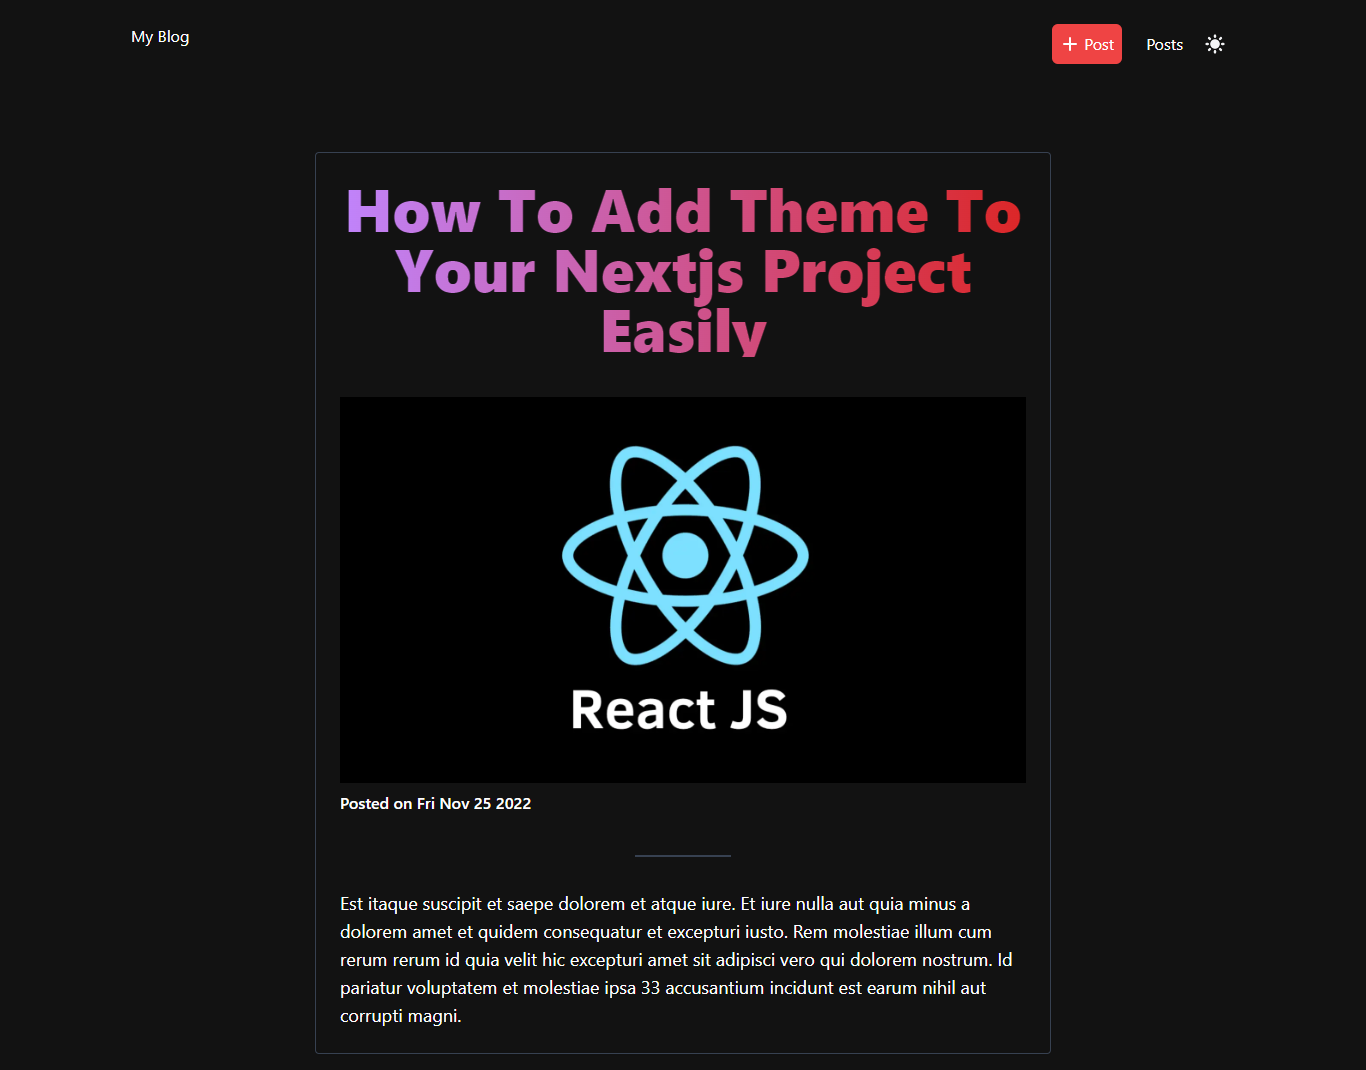 My Blog
Post
Posts
How To Add Theme To
Your Nextjs Project
Easily
React JS
Posted on Fri Nov 25 2022
Est itaque suscipit et saepe dolorem et atque iure. Et iure nulla aut quia minus a
dolorem amet et quidem consequatur et excepturi iusto. Rem molestiae illum cum
rerum rerum id quia velit hic excepturi amet sit adipisci vero qui dolorem nostrum. Id
pariatur voluptatem et molestiae ipsa 33 accusantium incidunt est earum nihil aut
corrupti magni.